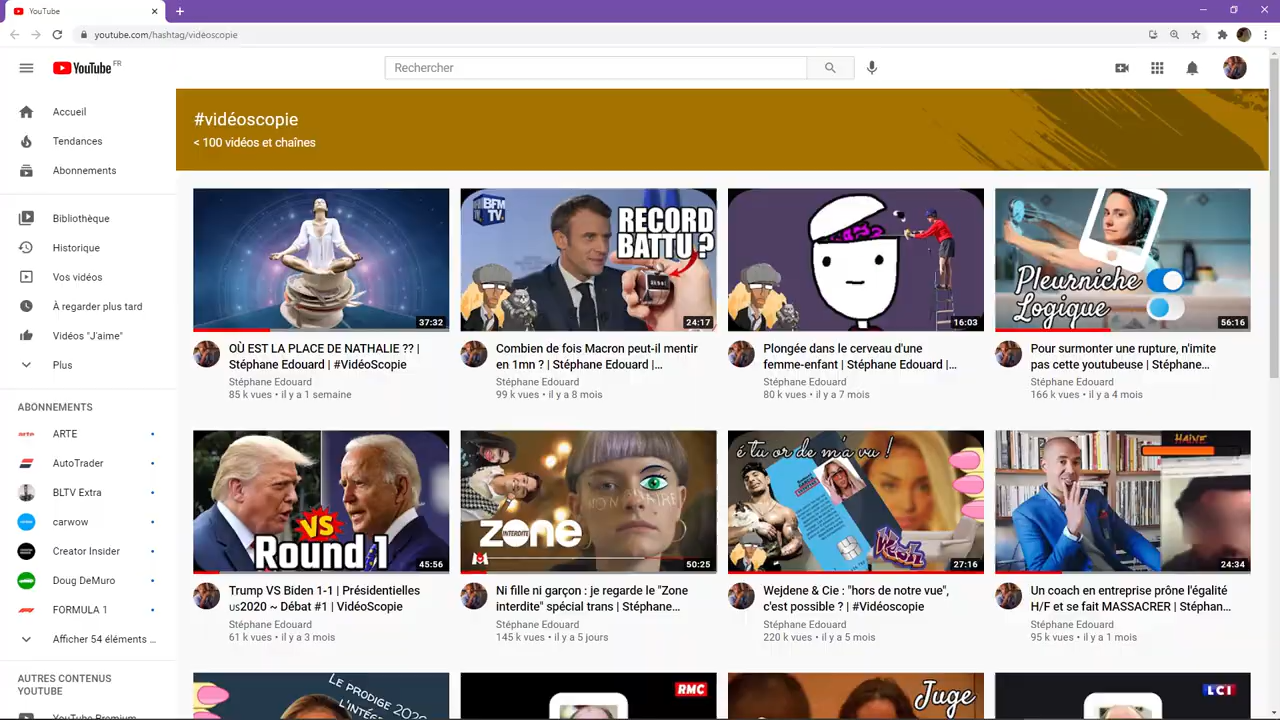 YouTube
youtube.com/hashtag/vidéoscopie
YouTube FR
Rechercher
Accueil
Tendances
Abonnements
Bibliothèque
Historique
Vos vidéos
À regarder plus tard
Vidéos "J'aime"
Plus
ABONNEMENTS
ARTE
AutoTrader
BLTV Extra
carwow
Creator Insider
Doug DeMuro
FORMULA 1
Afficher 54 éléments ...
AUTRES CONTENUS
YOUTUBE
YouTube Premium
#vidéoscopie
< 100 vidéos et chaînes
37:32
BFM
TV.
RECORD
BATTU ?
24:17
16:03
Pleurniche
Logique
56:16
OÙ EST LA PLACE DE NATHALIE ?? |
Stéphane Edouard | #VidéoScopie
Stéphane Edouard
85 k vues • il y a 1 semaine
Combien de fois Macron peut-il mentir
en 1mn ? | Stéphane Edouard |...
Stéphane Edouard
99 k vues • il y a 8 mois
Plongée dans le cerveau d'une
femme-enfant | Stéphane Edouard |...
Stéphane Edouard
80 k vues • il y a 7 mois
Pour surmonter une rupture, n'imite
pas cette youtubeuse | Stéphane...
Stéphane Edouard
166 k vues • il y a 4 mois
VS
Round 1
45:56
NON BINAIRE
ZONE
INTERDITE
M6
50:25
é tu or de m'a vu !
Wesh
27:16
HAINE
24:34
Trump VS Biden 1-1 | Présidentielles
us2020 ~ Débat #1 | VidéoScopie
Stéphane Edouard
61 k vues • il y a 3 mois
Ni fille ni garçon : je regarde le "Zone
interdite" spécial trans | Stéphane...
Stéphane Edouard
145 k vues • il y a 5 jours
Wejdene & Cie : "hors de notre vue",
c'est possible ? | #Vidéoscopie
Stéphane Edouard
220 k vues • il y a 5 mois
Un coach en entreprise prône l'égalité
H/F et se fait MASSACRER | Stéphan...
Stéphane Edouard
95 k vues • il y a 1 mois
LE PRODIGE 202
L'INTÉG
RMC
Juge
LCI